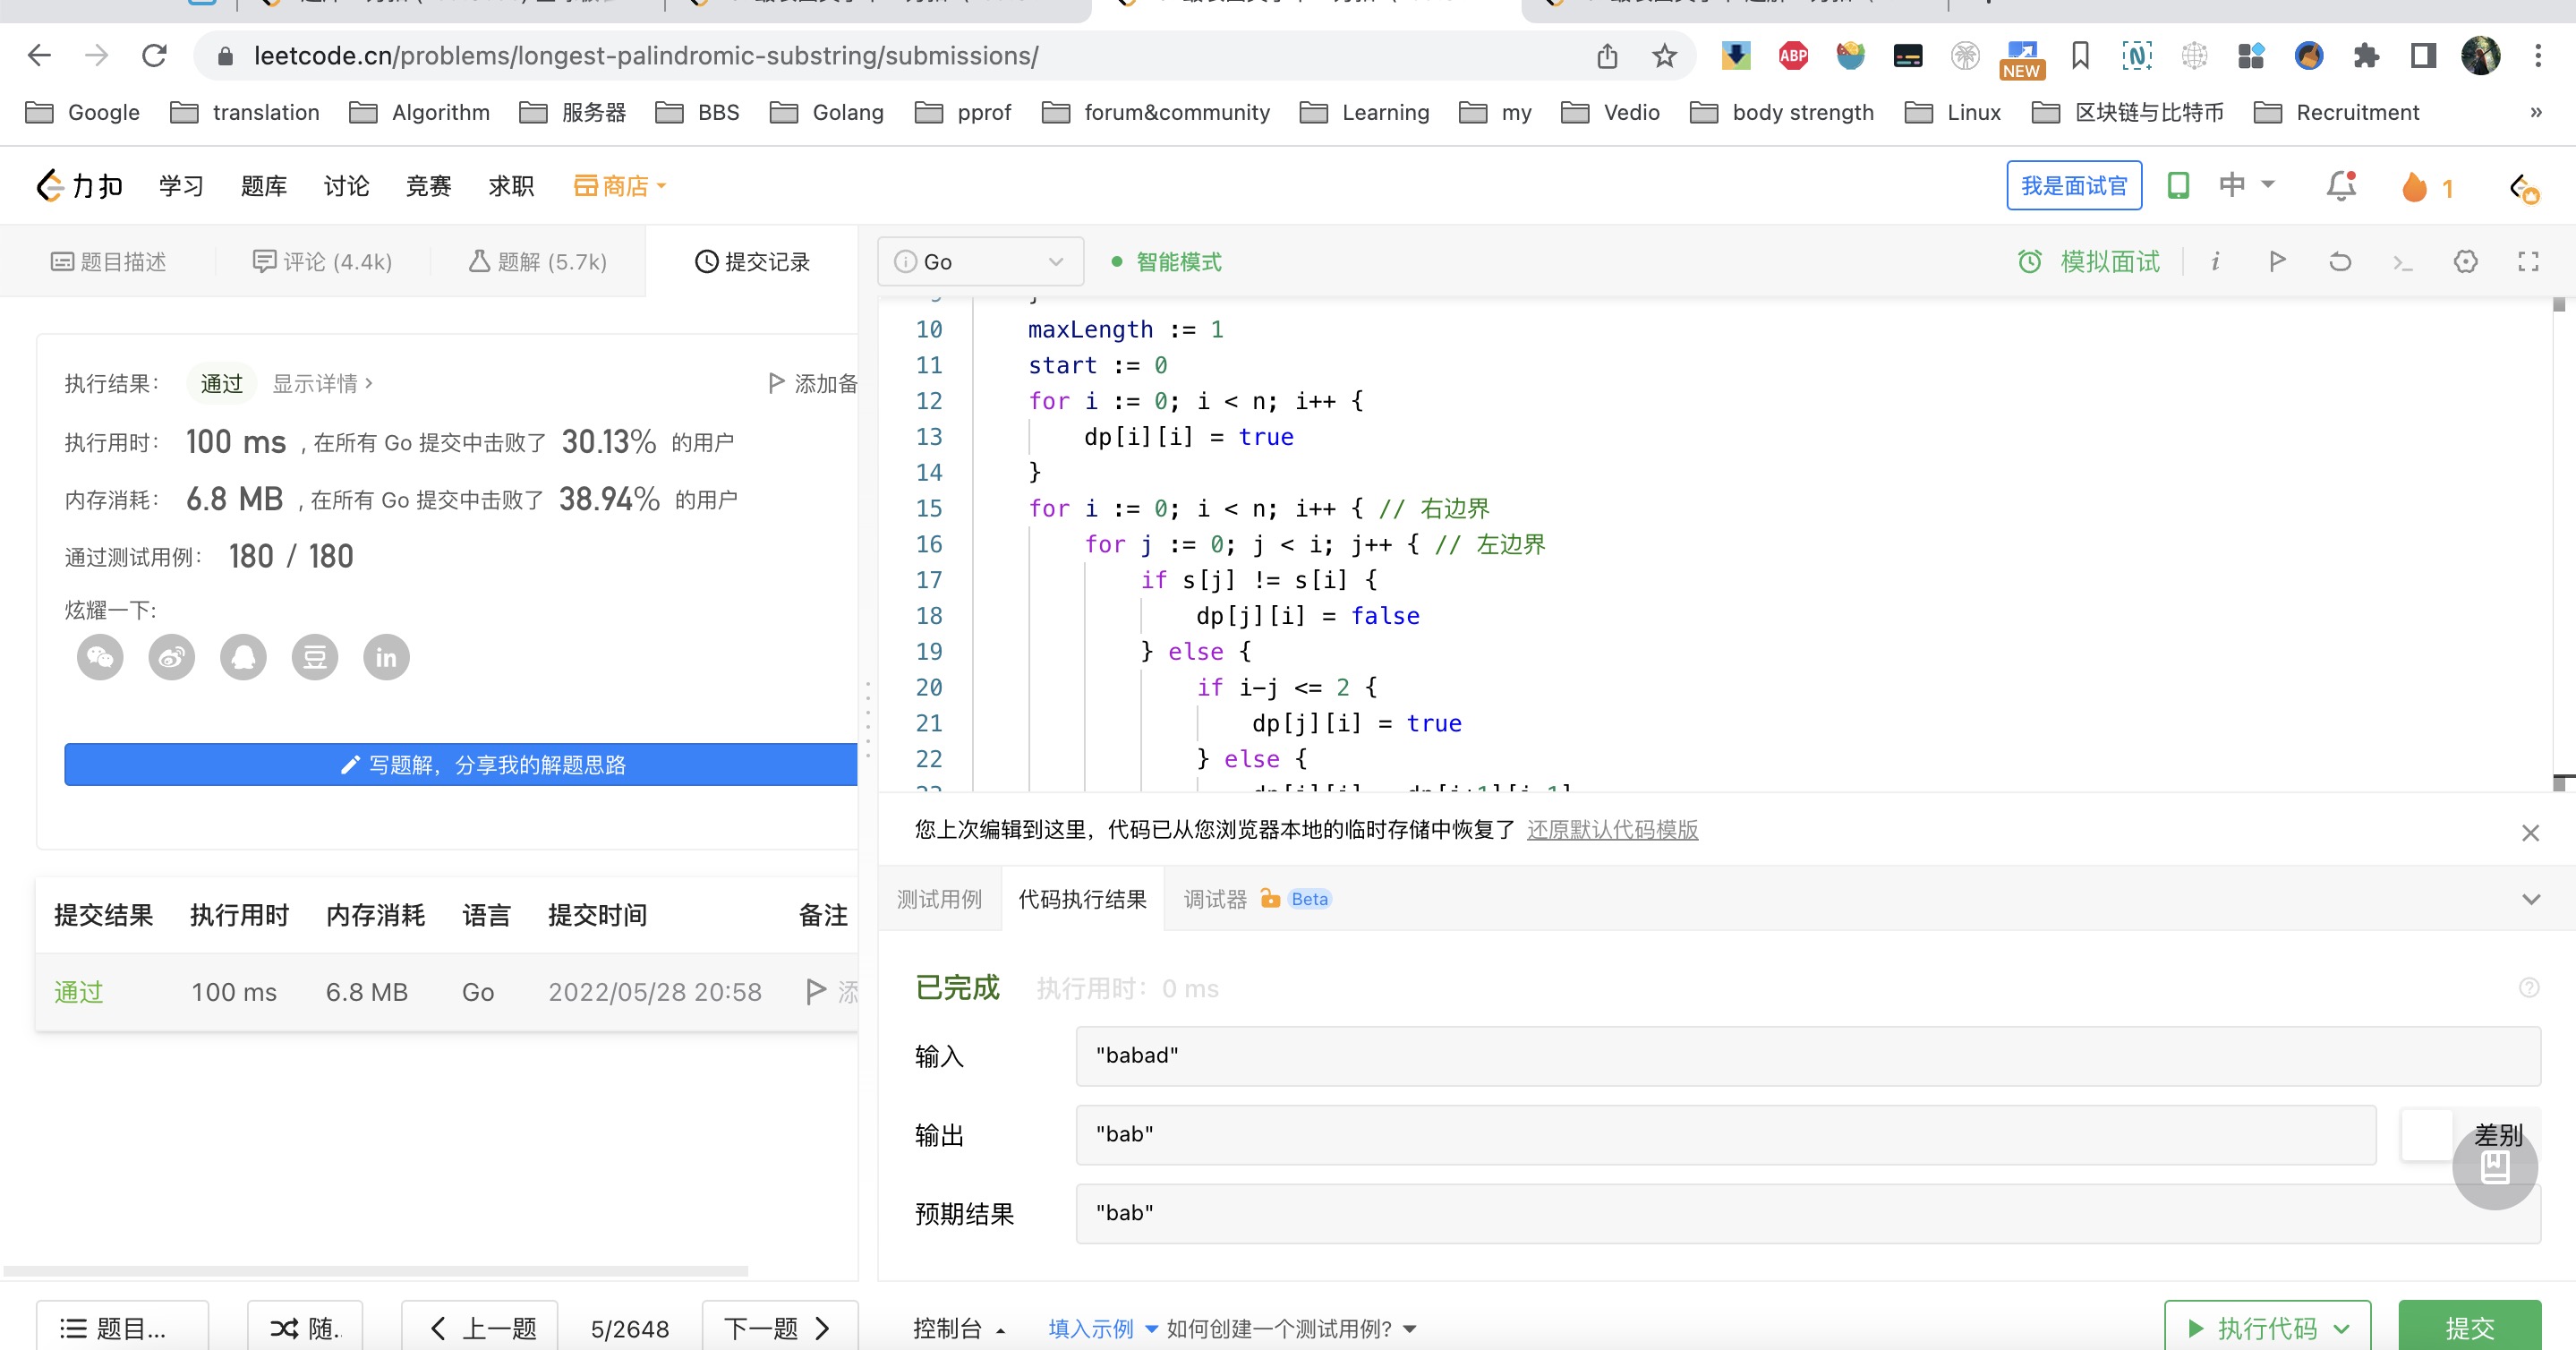 leetcode.cn/problems/longest-palindromic-substring/submissions/
ABP
NEW
Google translation Algorithm 服务器 BBS Golang pprof forum&community Learning my Vedio body strength Linux 区块链与比特币 Recruitment »
力扣 学习 题库 讨论 竞赛 求职 商店 我是面试官 中 1
题目描述 评论 (4.4k) 题解 (5.7k) 提交记录
执行结果： 通过 显示详情 › 添加备
执行用时： 100 ms , 在所有 Go 提交中击败了 30.13% 的用户
内存消耗： 6.8 MB , 在所有 Go 提交中击败了 38.94% 的用户
通过测试用例： 180 / 180
炫耀一下:
豆 in
写题解，分享我的解题思路
提交结果 执行用时 内存消耗 语言 提交时间 备注
通过 100 ms 6.8 MB Go 2022/05/28 20:58 添
题目... 随. 上一题 5/2648 下一题
Go 智能模式 模拟面试 i
10 maxLength := 1
11 start := 0
12 for i := 0; i < n; i++ {
13 dp[i][i] = true
14 }
15 for i := 0; i < n; i++ { // 右边界
16 for j := 0; j < i; j++ { // 左边界
17 if s[j] != s[i] {
18 dp[j][i] = false
19 } else {
20 if i-j <= 2 {
21 dp[j][i] = true
22 } else {
您上次编辑到这里，代码已从您浏览器本地的临时存储中恢复了 还原默认代码模版
测试用例 代码执行结果 调试器 Beta
已完成 执行用时：0 ms
输入 "babad"
输出 "bab" 差别
预期结果 "bab"
控制台 填入示例 如何创建一个测试用例? 执行代码 提交